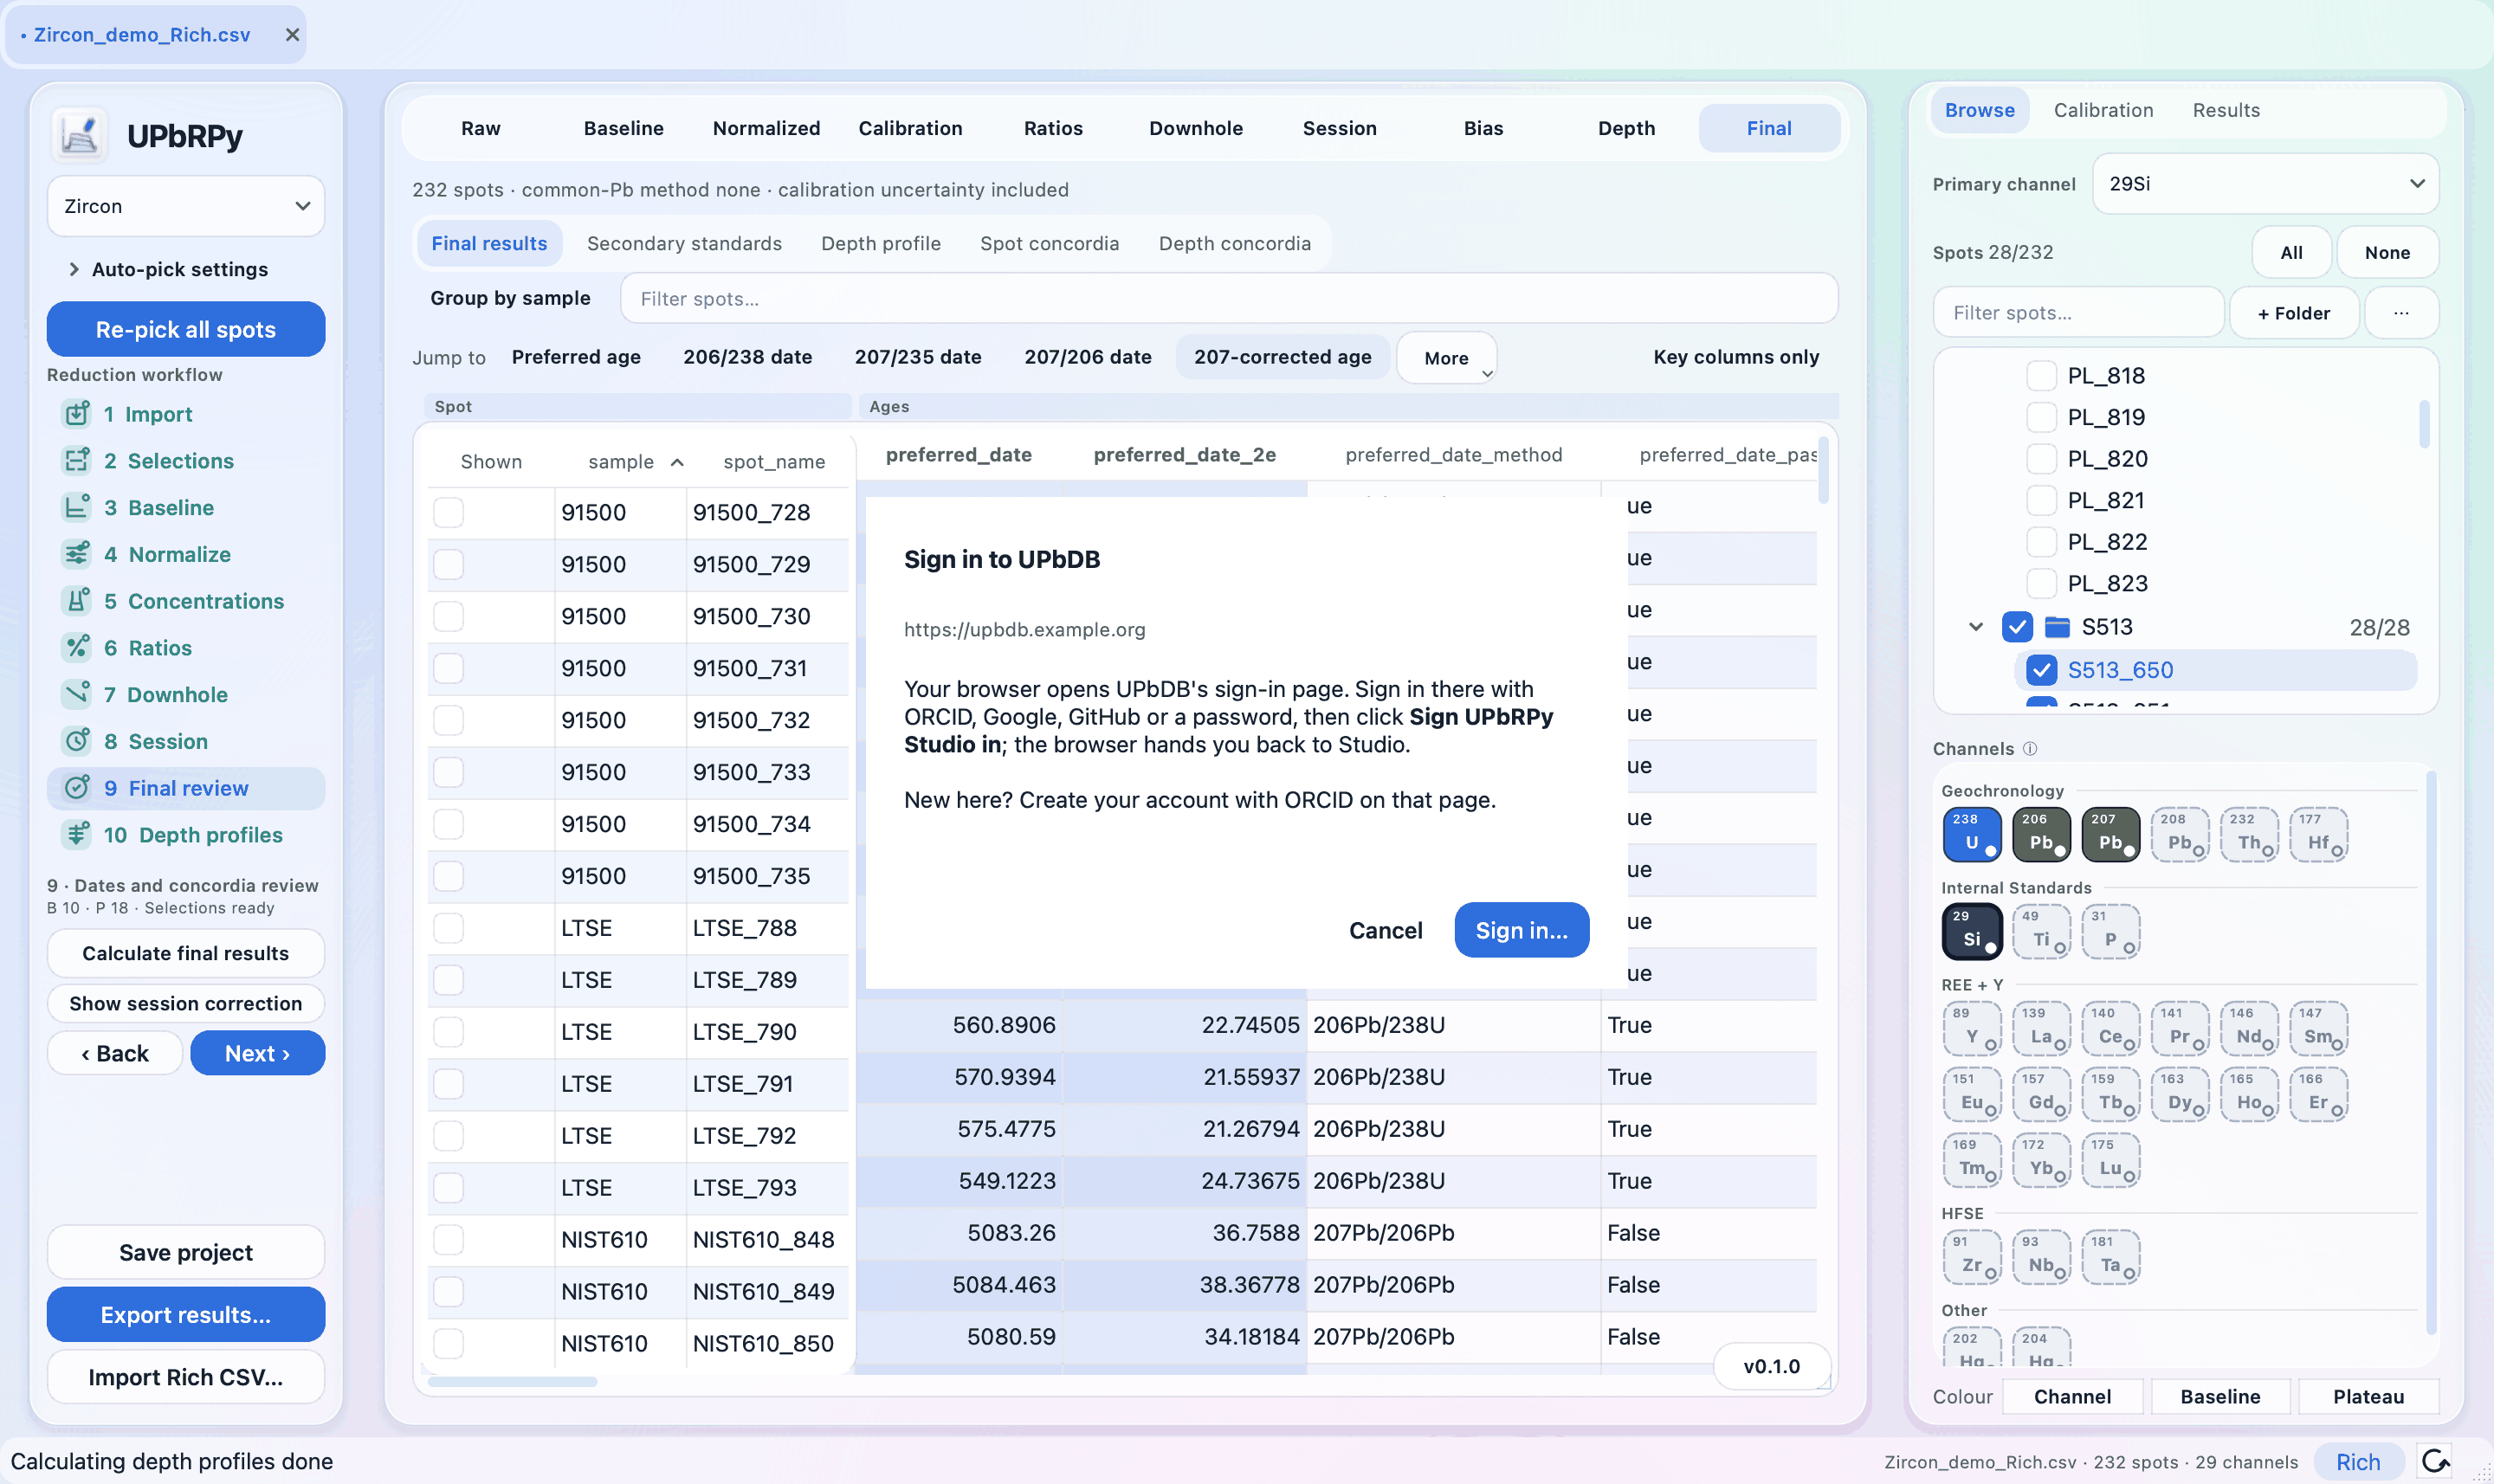 • Zircon_demo_Rich.csv ✕
UPbRPy
Zircon
Auto-pick settings
Re-pick all spots
Reduction workflow
1 Import
2 Selections
3 Baseline
4 Normalize
5 Concentrations
6 Ratios
7 Downhole
8 Session
9 Final review
10 Depth profiles
9 · Dates and concordia review
B 10 · P 18 · Selections ready
Calculate final results
Show session correction
‹ Back Next ›
Save project
Export results...
Import Rich CSV...
Raw Baseline Normalized Calibration Ratios Downhole Session Bias Depth Final
232 spots · common-Pb method none · calibration uncertainty included
Final results Secondary standards Depth profile Spot concordia Depth concordia
Group by sample Filter spots...
Jump to Preferred age 206/238 date 207/235 date 207/206 date 207-corrected age More Key columns only
Spot Ages
Shown sample spot_name preferred_date preferred_date_2e preferred_date_method preferred_date_pas
91500 91500_728 ue
91500 91500_729 ue
91500 91500_730 ue
91500 91500_731 ue
91500 91500_732 ue
91500 91500_733 ue
91500 91500_734 ue
91500 91500_735 ue
LTSE LTSE_788 ue
LTSE LTSE_789 ue
LTSE LTSE_790 560.8906 22.74505 206Pb/238U True
LTSE LTSE_791 570.9394 21.55937 206Pb/238U True
LTSE LTSE_792 575.4775 21.26794 206Pb/238U True
LTSE LTSE_793 549.1223 24.73675 206Pb/238U True
NIST610 NIST610_848 5083.26 36.7588 207Pb/206Pb False
NIST610 NIST610_849 5084.463 38.36778 207Pb/206Pb False
NIST610 NIST610_850 5080.59 34.18184 207Pb/206Pb False
v0.1.0
Sign in to UPbDB
https://upbdb.example.org
Your browser opens UPbDB's sign-in page. Sign in there with
ORCID, Google, GitHub or a password, then click Sign UPbRPy
Studio in; the browser hands you back to Studio.
New here? Create your account with ORCID on that page.
Cancel Sign in...
Browse Calibration Results
Primary channel 29Si
Spots 28/232 All None
Filter spots... + Folder ...
PL_818
PL_819
PL_820
PL_821
PL_822
PL_823
S513 28/28
S513_650
Channels ⓘ
Geochronology
238 U 206 Pb 207 Pb 208 Pb 232 Th 177 Hf
Internal Standards
29 Si 49 Ti 31 P
REE + Y
89 Y 139 La 140 Ce 141 Pr 146 Nd 147 Sm
151 Eu 157 Gd 159 Tb 163 Dy 165 Ho 166 Er
169 Tm 172 Yb 175 Lu
HFSE
91 Zr 93 Nb 181 Ta
Other
202 Hg 204 Hg
Colour Channel Baseline Plateau
Calculating depth profiles done
Zircon_demo_Rich.csv · 232 spots · 29 channels Rich